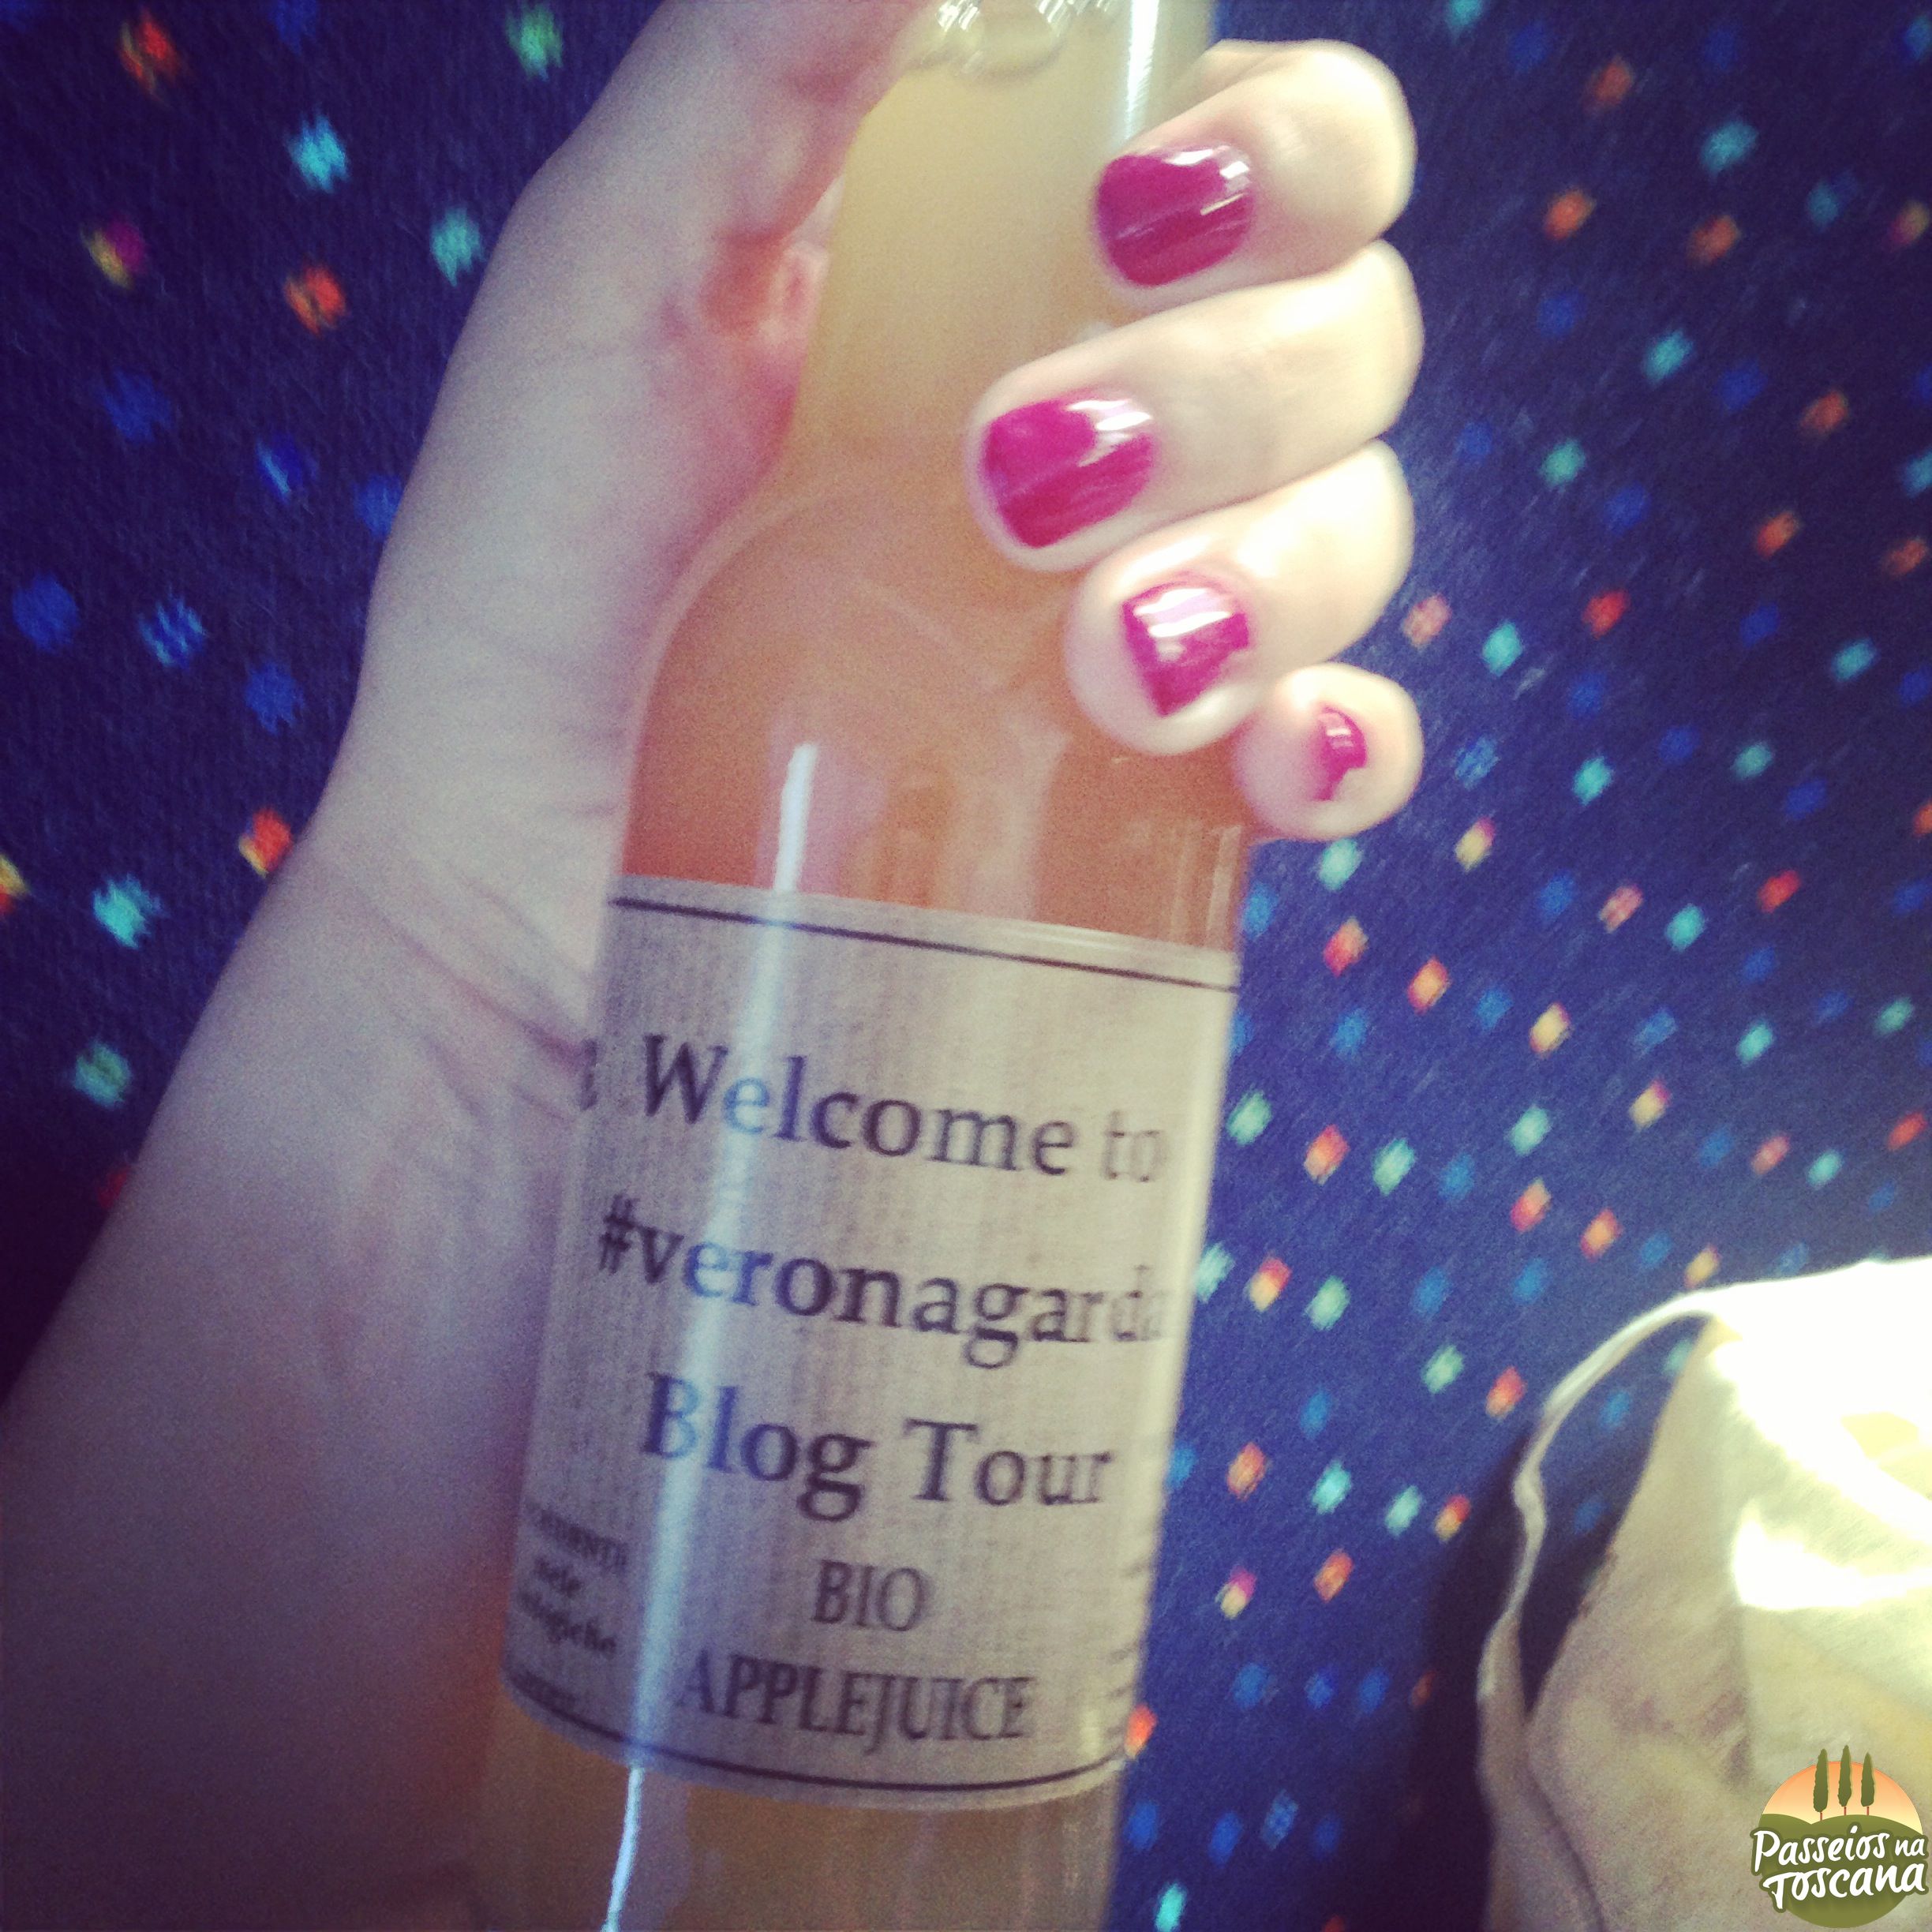 Welcome to
#veronagarda
Blog Tour
BIO
APPLEJUICE
Passeios na
Toscana